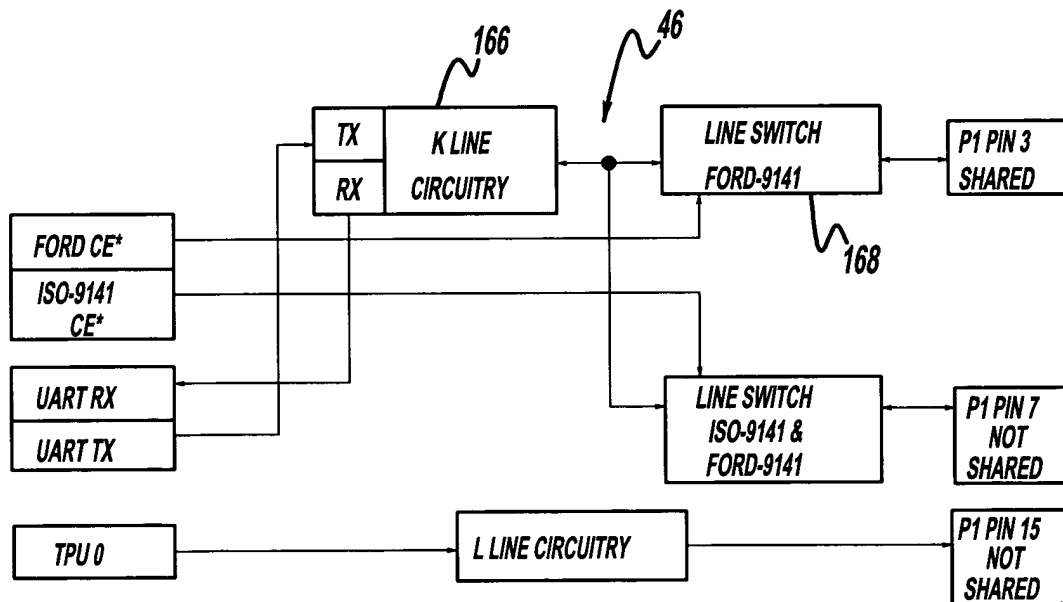 166
46
TX
RX
K LINE
CIRCUITRY
LINE SWITCH
FORD-9141
P1 PIN 3
SHARED
168
FORD CE*
ISO-9141
CE*
UART RX
UART TX
LINE SWITCH
ISO-9141 &
FORD-9141
P1 PIN 7
NOT
SHARED
TPU 0
L LINE CIRCUITRY
P1 PIN 15
NOT
SHARED